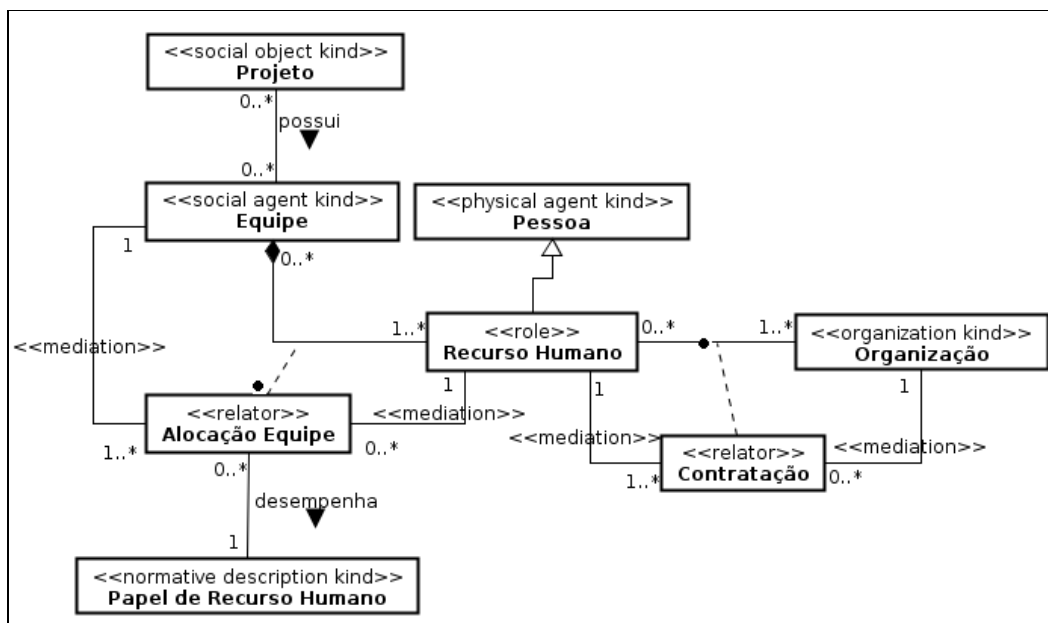 <<social object kind>>
Projeto
0..*
possui
0..*
<<social agent kind>>
Equipe
1
0..*
<<physical agent kind>>
Pessoa
<<mediation>>
1..*
<<role>>
Recurso Humano
0..*
1..*
<<organization kind>>
Organização
1
1
1
<<relator>>
Alocação Equipe
<<mediation>>
1..*
0..*
0..*
<<mediation>>
<<relator>>
Contratação
<<mediation>>
1..*
0..*
desempenha
1
<<normative description kind>>
Papel de Recurso Humano